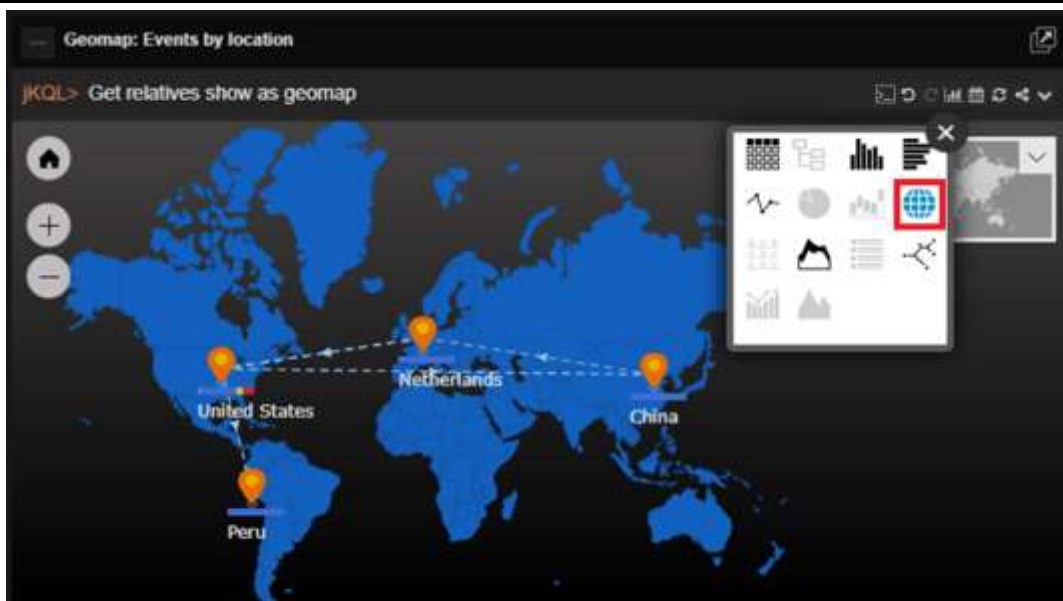 Geomap: Events by location
jKQL> Get relatives show as geomap
Netherlands
United States
China
Peru